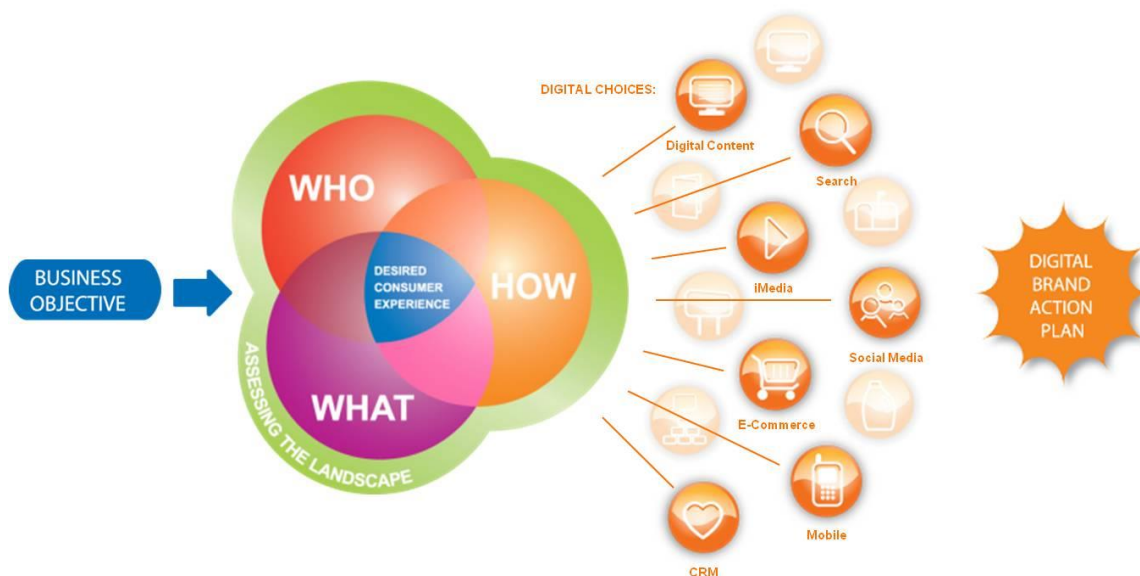 BUSINESS
OBJECTIVE
WHO
HOW
WHAT
DESIRED
CONSUMER
EXPERIENCE
ASSESSING THE LANDSCAPE
DIGITAL CHOICES:
Digital Content
Search
iMedia
Social Media
E-Commerce
Mobile
CRM
DIGITAL
BRAND
ACTION
PLAN